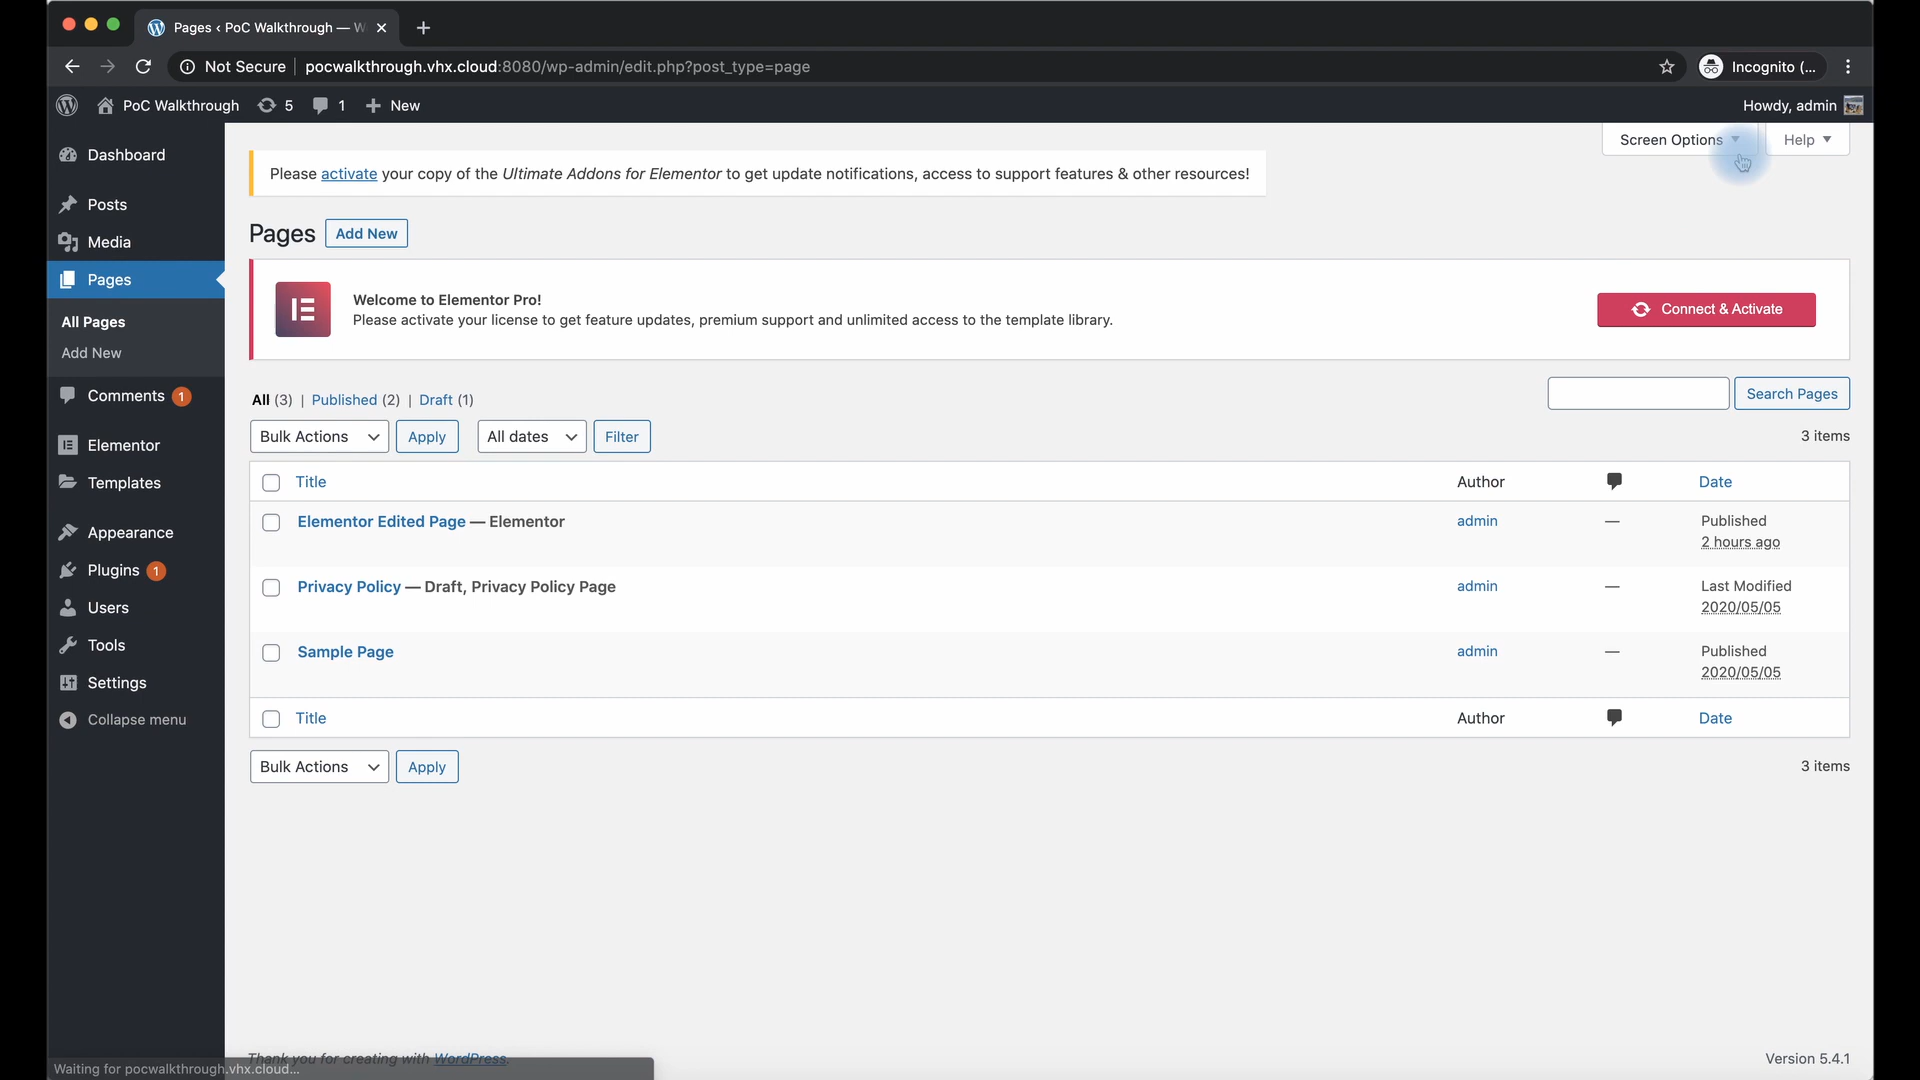 Pages ‹ PoC Walkthrough — W
Not Secure | pocwalkthrough.vhx.cloud:8080/wp-admin/edit.php?post_type=page
Incognito (...
PoC Walkthrough 5 1 New
Howdy, admin
Screen Options
Help
Dashboard
Posts
Media
Pages
All Pages
Add New
Comments 1
Elementor
Templates
Appearance
Plugins 1
Users
Tools
Settings
Collapse menu
Please activate your copy of the Ultimate Addons for Elementor to get update notifications, access to support features & other resources!
Pages Add New
Welcome to Elementor Pro!
Please activate your license to get feature updates, premium support and unlimited access to the template library.
Connect & Activate
All (3) | Published (2) | Draft (1)
Search Pages
Bulk Actions Apply All dates Filter
3 items
Title Author Date
Elementor Edited Page — Elementor admin — Published
2 hours ago
Privacy Policy — Draft, Privacy Policy Page admin — Last Modified
2020/05/05
Sample Page admin — Published
2020/05/05
Title Author Date
Bulk Actions Apply
3 items
Thank you for creating with WordPress.
Version 5.4.1
Waiting for pocwalkthrough.vhx.cloud...